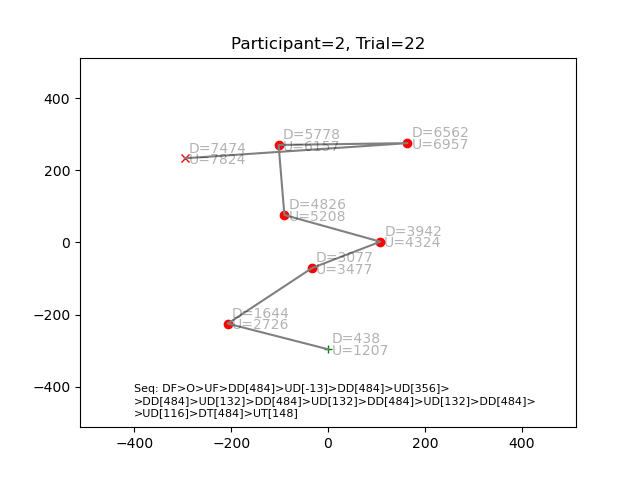 Participant=2, Trial=22
400
200
0
−200
−400
D=7474
U=7824
D=5778
U=6157
D=6562
U=6957
D=4826
U=5208
D=3942
U=4324
D=3077
U=3477
D=1644
U=2726
D=438
U=1207
Seq: DF>O>UF>DD[484]>UD[-13]>DD[484]>UD[356]>
>DD[484]>UD[132]>DD[484]>UD[132]>DD[484]>UD[132]>DD[484]>
>UD[116]>DT[484]>UT[148]
−400 −200 0 200 400